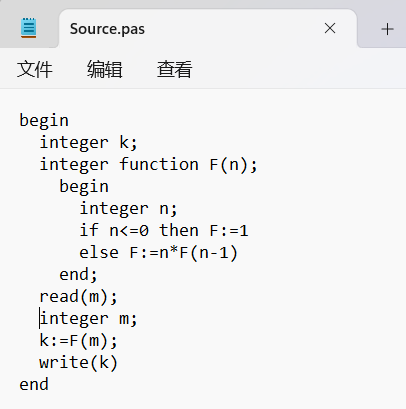 Source.pas
文件 编辑 查看
begin
  integer k;
  integer function F(n);
    begin
      integer n;
      if n<=0 then F:=1
      else F:=n*F(n-1)
    end;
  read(m);
  integer m;
  k:=F(m);
  write(k)
end